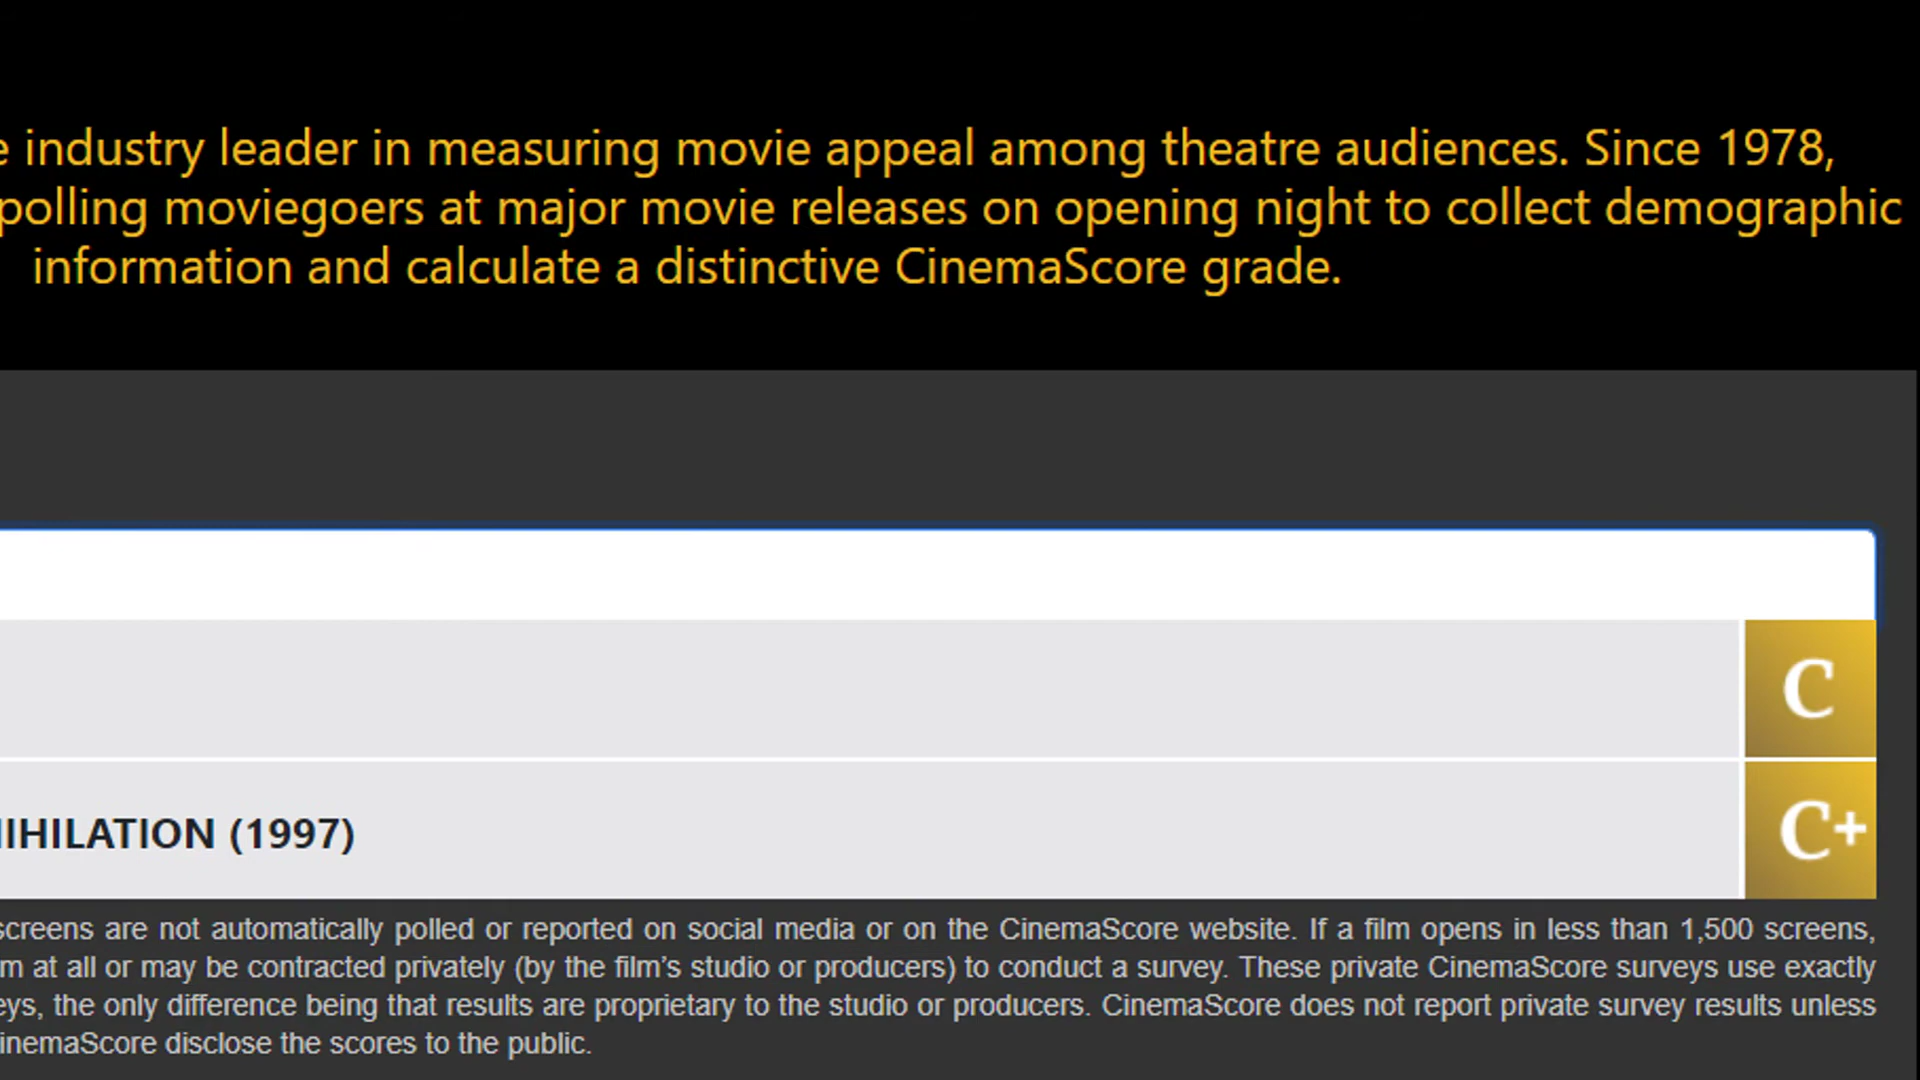 industry leader in measuring movie appeal among theatre audiences. Since 1978,
polling moviegoers at major movie releases on opening night to collect demographic
information and calculate a distinctive CinemaScore grade.
C
NIHILATION (1997)
C+
screens are not automatically polled or reported on social media or on the CinemaScore website. If a film opens in less than 1,500 screens,
m at all or may be contracted privately (by the film’s studio or producers) to conduct a survey. These private CinemaScore surveys use exactly
eys, the only difference being that results are proprietary to the studio or producers. CinemaScore does not report private survey results unless
inemaScore disclose the scores to the public.